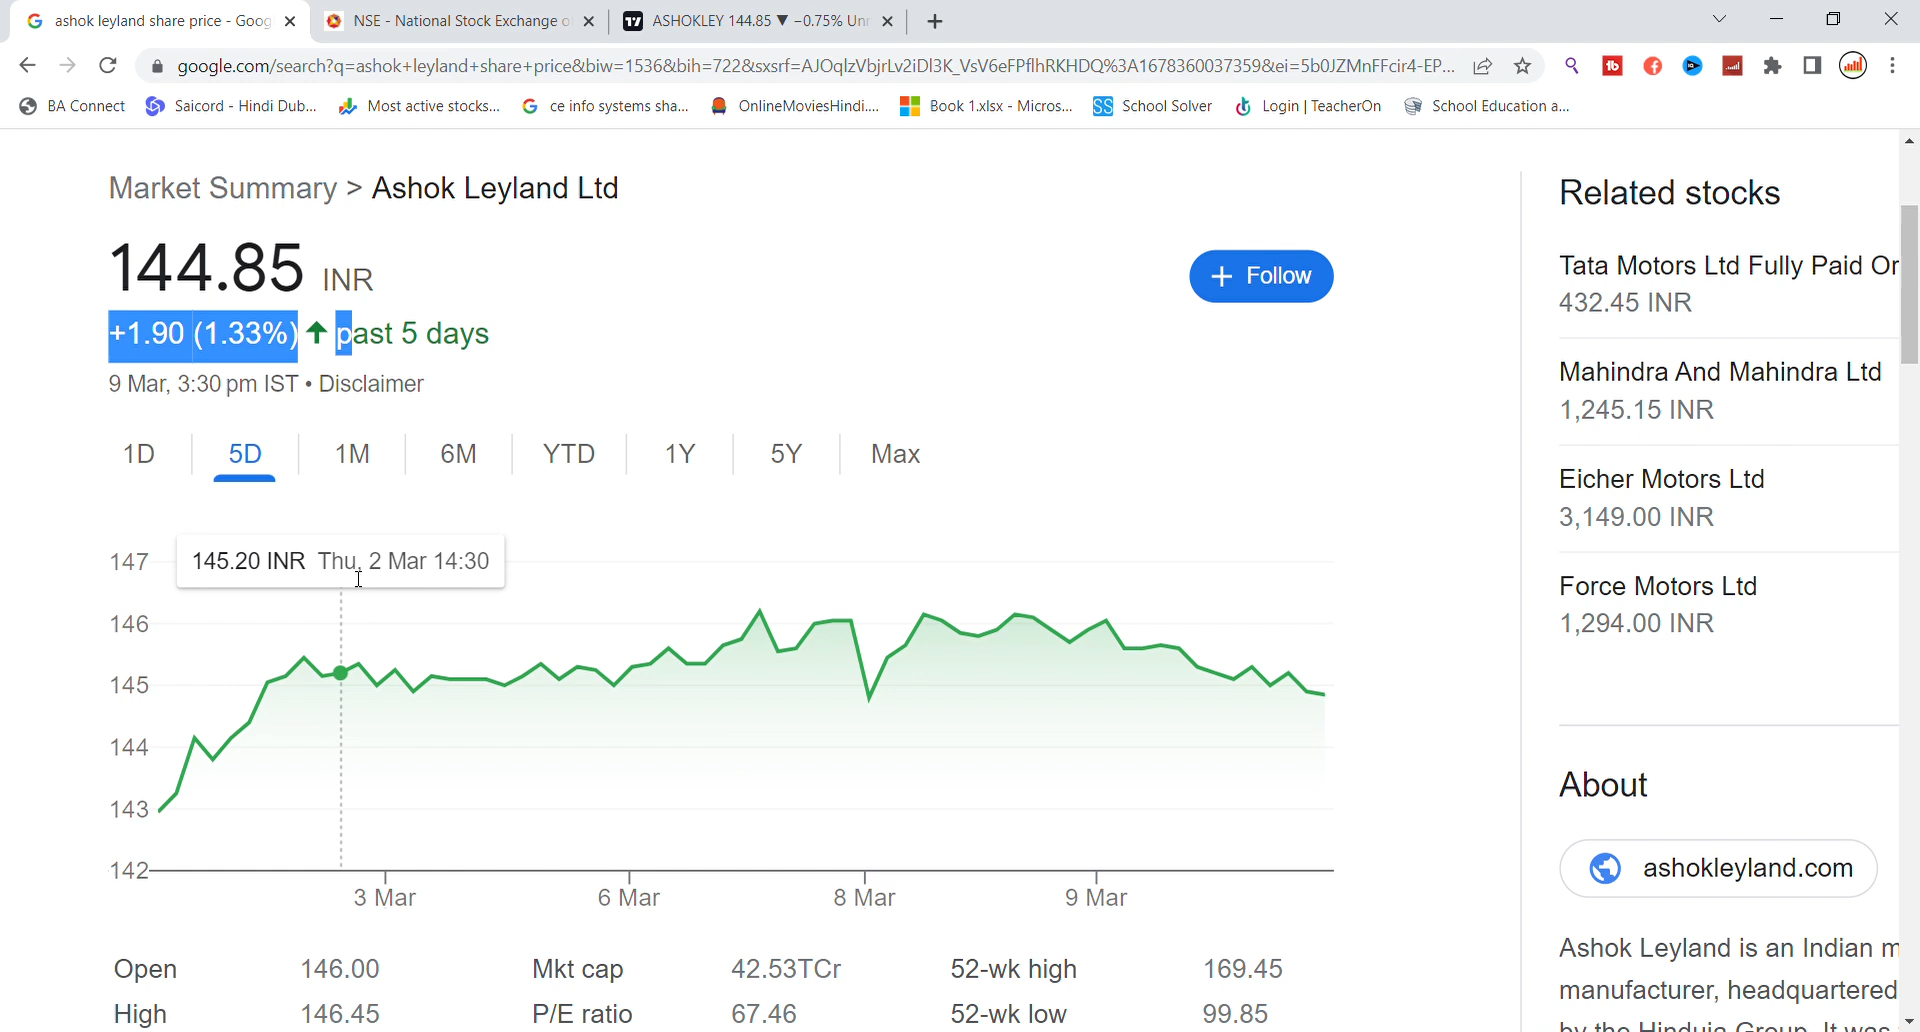 ashok leyland share price - Goog
NSE - National Stock Exchange o
ASHOKLEY 144.85 ▼ −0.75% Un
google.com/search?q=ashok+leyland+share+price&biw=1536&bih=722&sxsrf=AJOqlzVbjrLv2iDl3K_VsV6eFPflhRKHDQ%3A1678360037359&ei=5b0JZMnFFcir4-EP...
BA Connect
Saicord - Hindi Dub...
Most active stocks...
ce info systems sha...
OnlineMoviesHindi....
Book 1.xlsx - Micros...
SS School Solver
Login | TeacherOn
School Education a...
Market Summary > Ashok Leyland Ltd
144.85 INR
+1.90 (1.33%) ↑ past 5 days
9 Mar, 3:30 pm IST • Disclaimer
+ Follow
1D 5D 1M 6M YTD 1Y 5Y Max
145.20 INR Thu, 2 Mar 14:30
147
146
145
144
143
142
3 Mar 6 Mar 8 Mar 9 Mar
Open 146.00 Mkt cap 42.53TCr 52-wk high 169.45
High 146.45 P/E ratio 67.46 52-wk low 99.85
Related stocks
Tata Motors Ltd Fully Paid Or
432.45 INR
Mahindra And Mahindra Ltd
1,245.15 INR
Eicher Motors Ltd
3,149.00 INR
Force Motors Ltd
1,294.00 INR
About
ashokleyland.com
Ashok Leyland is an Indian m
manufacturer, headquartered
by the Hinduja Group. It was